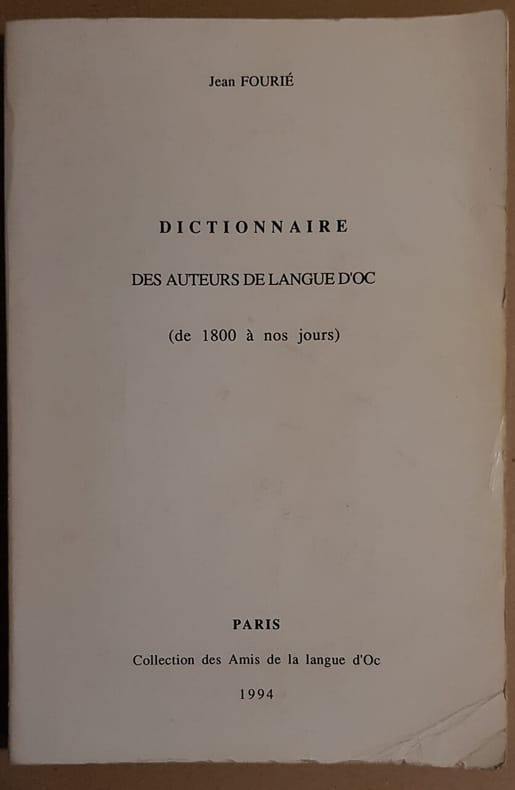 Jean FOURIÉ
DICTIONNAIRE
DES AUTEURS DE LANGUE D'OC
(de 1800 à nos jours)
PARIS
Collection des Amis de la langue d'Oc
1994